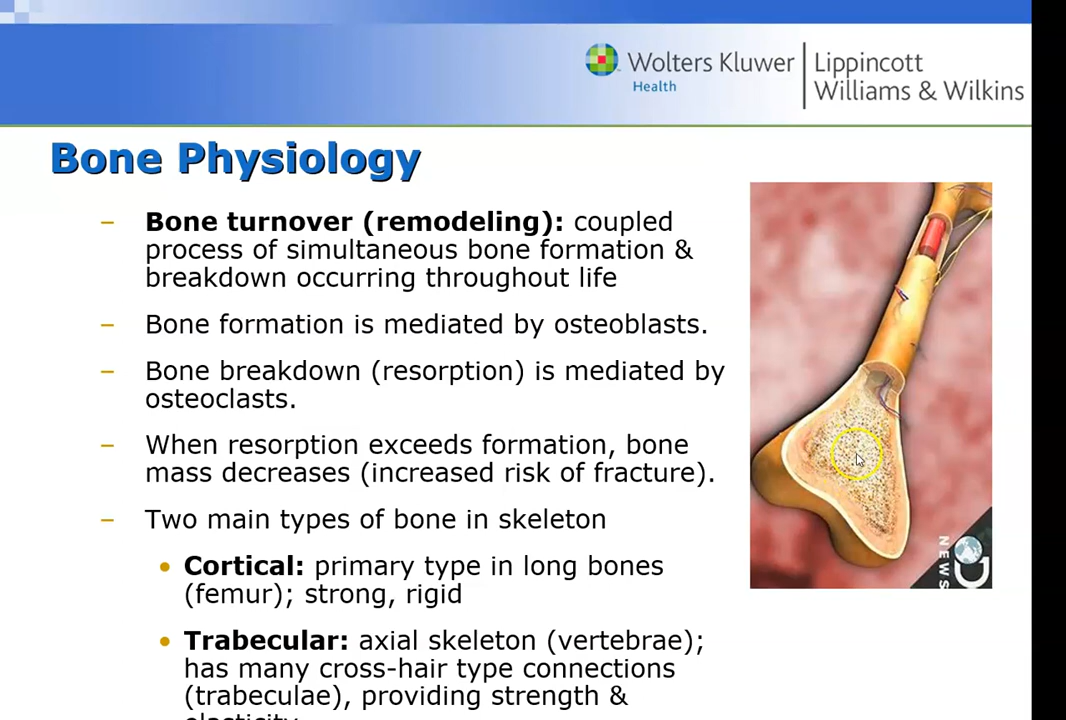 Wolters Kluwer
Health
Lippincott
Williams & Wilkins
Bone Physiology
– Bone turnover (remodeling): coupled
process of simultaneous bone formation &
breakdown occurring throughout life
– Bone formation is mediated by osteoblasts.
– Bone breakdown (resorption) is mediated by
osteoclasts.
– When resorption exceeds formation, bone
mass decreases (increased risk of fracture).
– Two main types of bone in skeleton
• Cortical: primary type in long bones
(femur); strong, rigid
• Trabecular: axial skeleton (vertebrae);
has many cross-hair type connections
(trabeculae), providing strength &
elasticity
D
NEWS